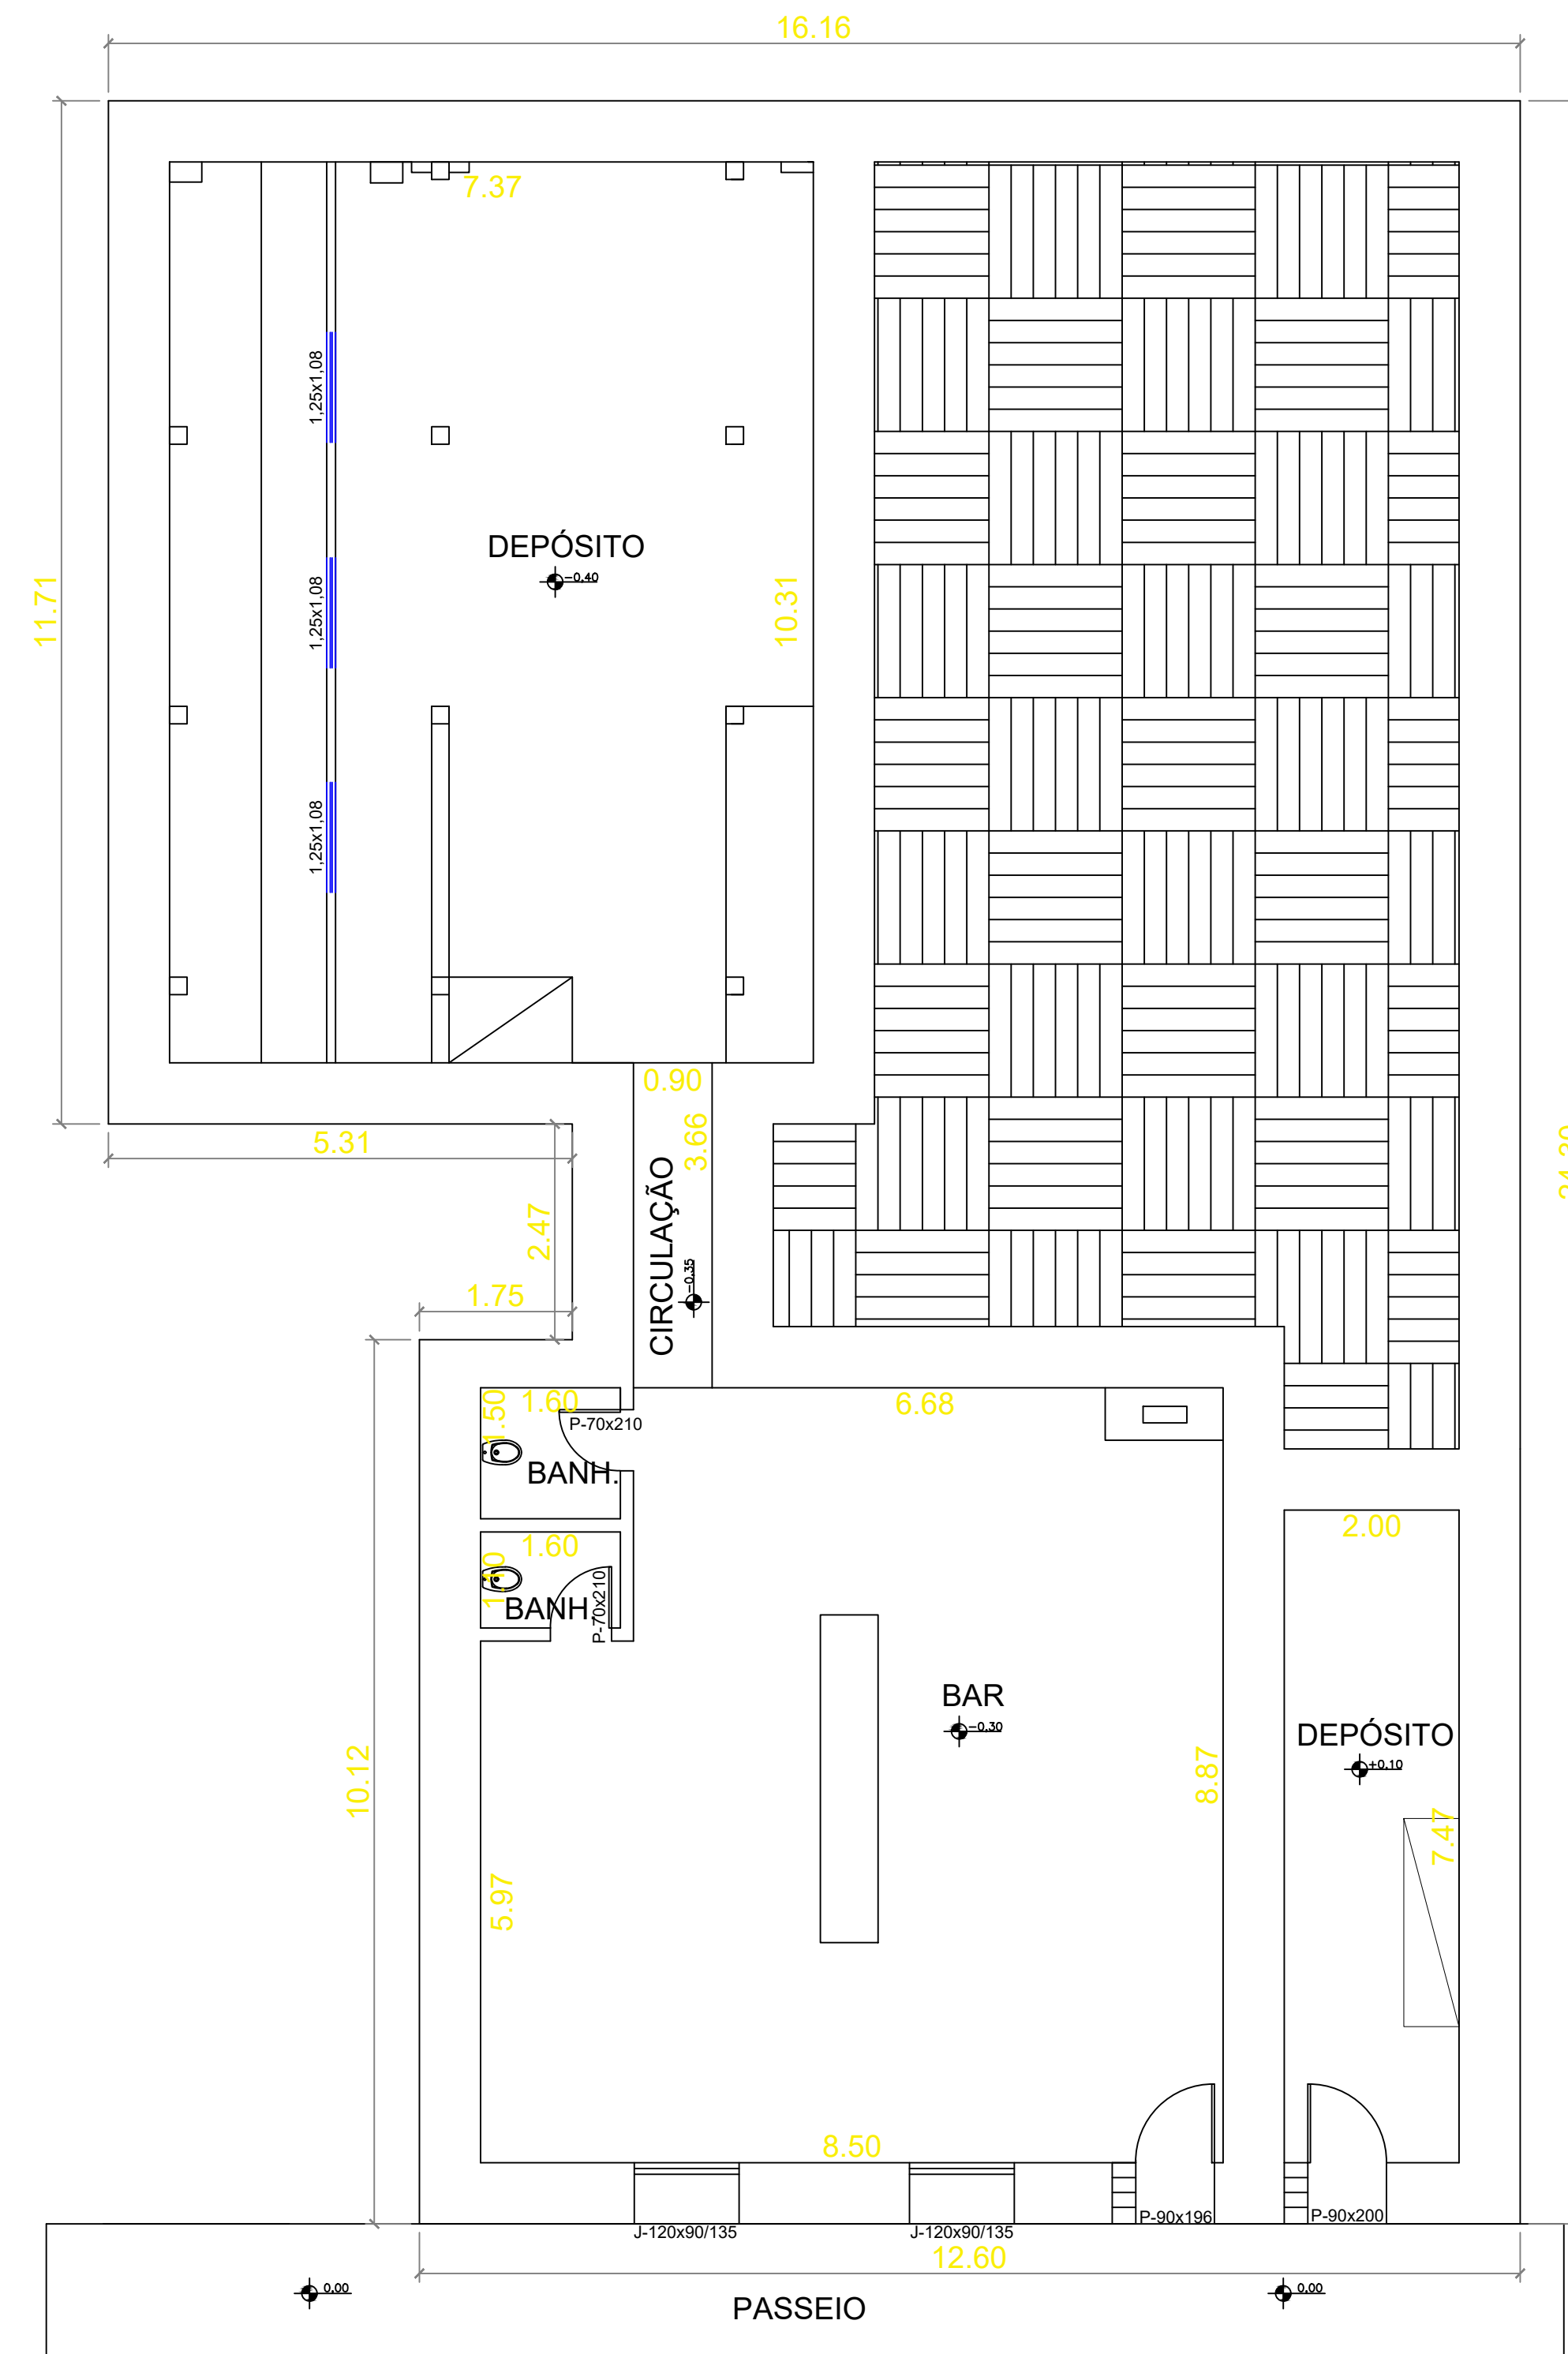 16.16
7.37
1,25x1,08
DEPÓSITO
-0.40
11.71
1,25x1,08
10.31
1,25x1,08
0.90
3.66
5.31
CIRCULAÇÃO
2.47
-0.35
1.75
1.50
1.60
6.68
P-70x210
BANH.
1.60
2.00
1.10
BANH.
P-70x210
BAR
-0.30
DEPÓSITO
+0.10
10.12
8.87
7.47
5.97
8.50
P-90x196
P-90x200
J-120x90/135
J-120x90/135
12.60
0.00
0.00
PASSEIO